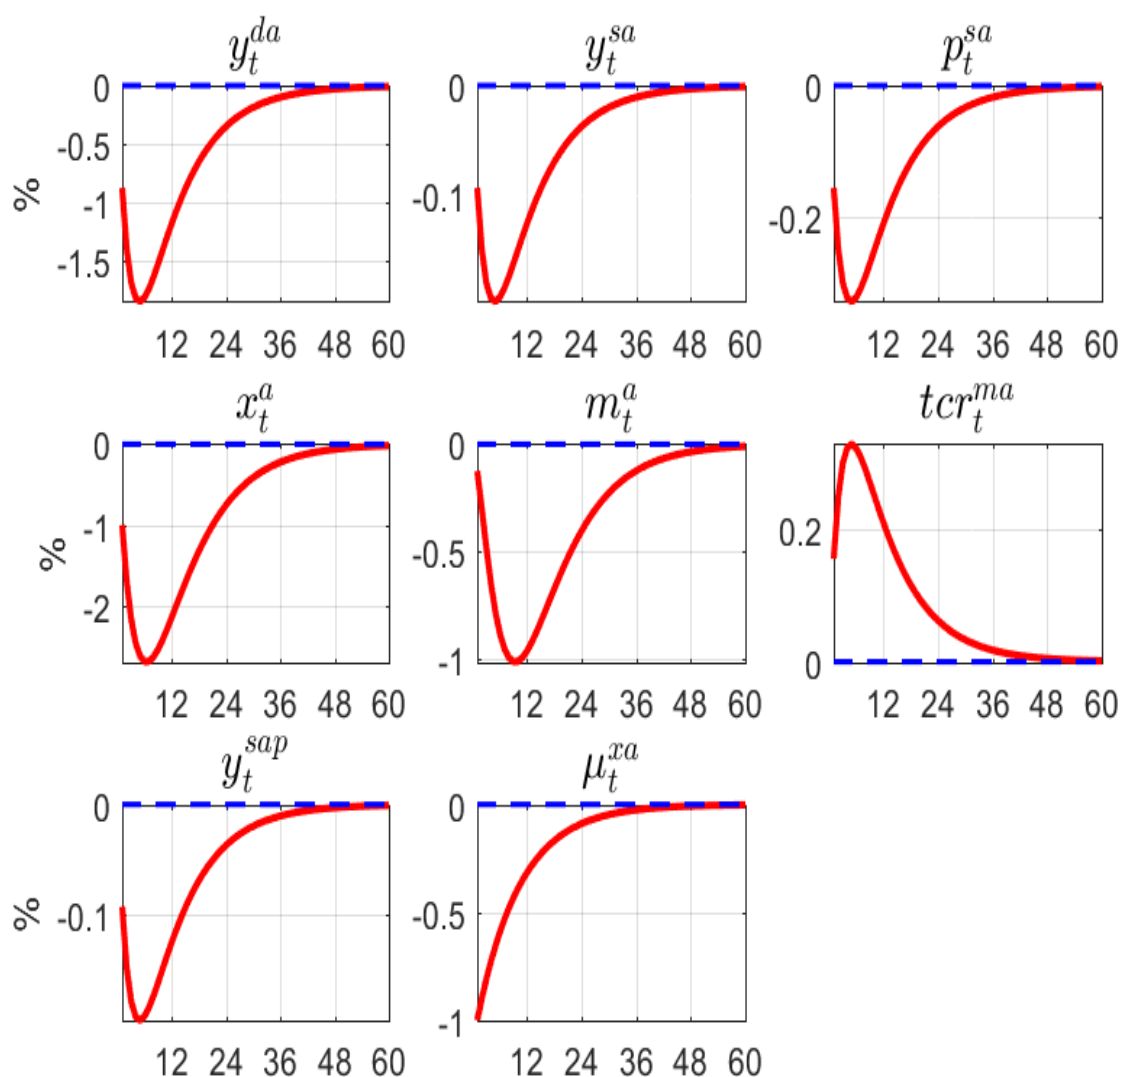 y_t^{da} y_t^{sa} p_t^{sa}
0 0 0
-0.5
% -1 -0.1 -0.2
-1.5
12 24 36 48 60 12 24 36 48 60 12 24 36 48 60
x_t^a m_t^a tcr_t^{ma}
0 0
% -1 -0.5 0.2
-2
-1 0
12 24 36 48 60 12 24 36 48 60 12 24 36 48 60
y_t^{sap} μ_t^{xa}
0 0
% -0.1 -0.5
-1
12 24 36 48 60 12 24 36 48 60